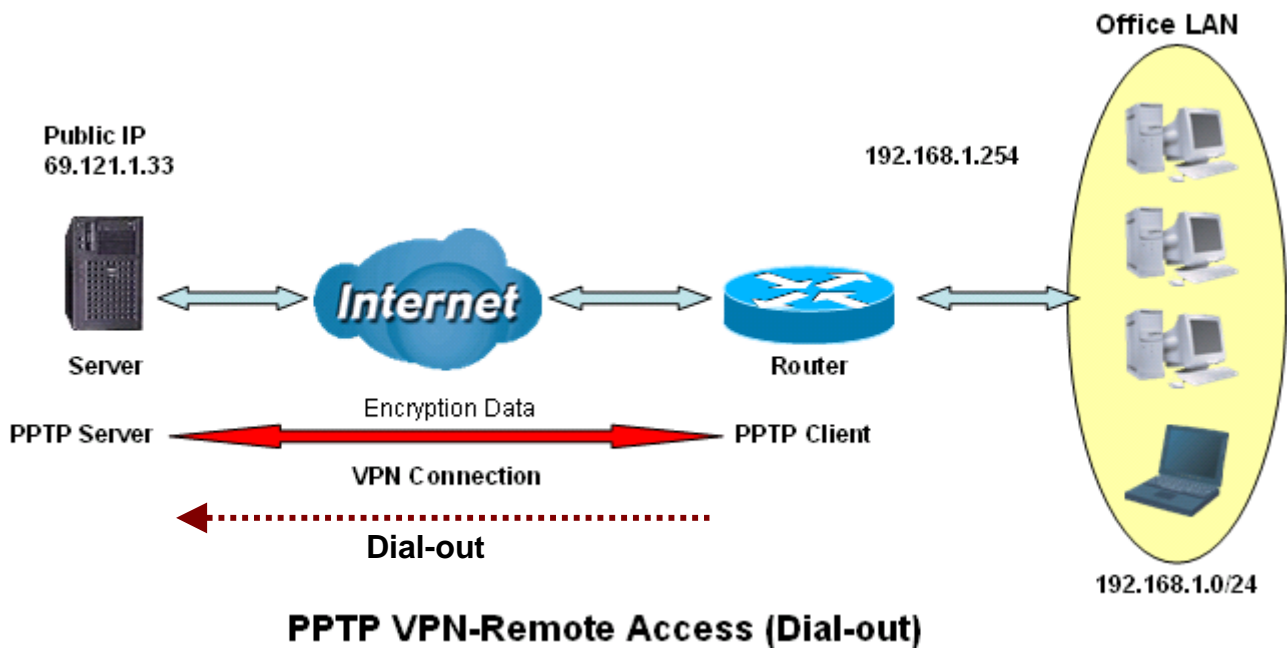 Office LAN
Public IP
69.121.1.33
192.168.1.254
Internet
Server
Router
Encryption Data
PPTP Server
PPTP Client
VPN Connection
Dial-out
192.168.1.0/24
PPTP VPN-Remote Access (Dial-out)